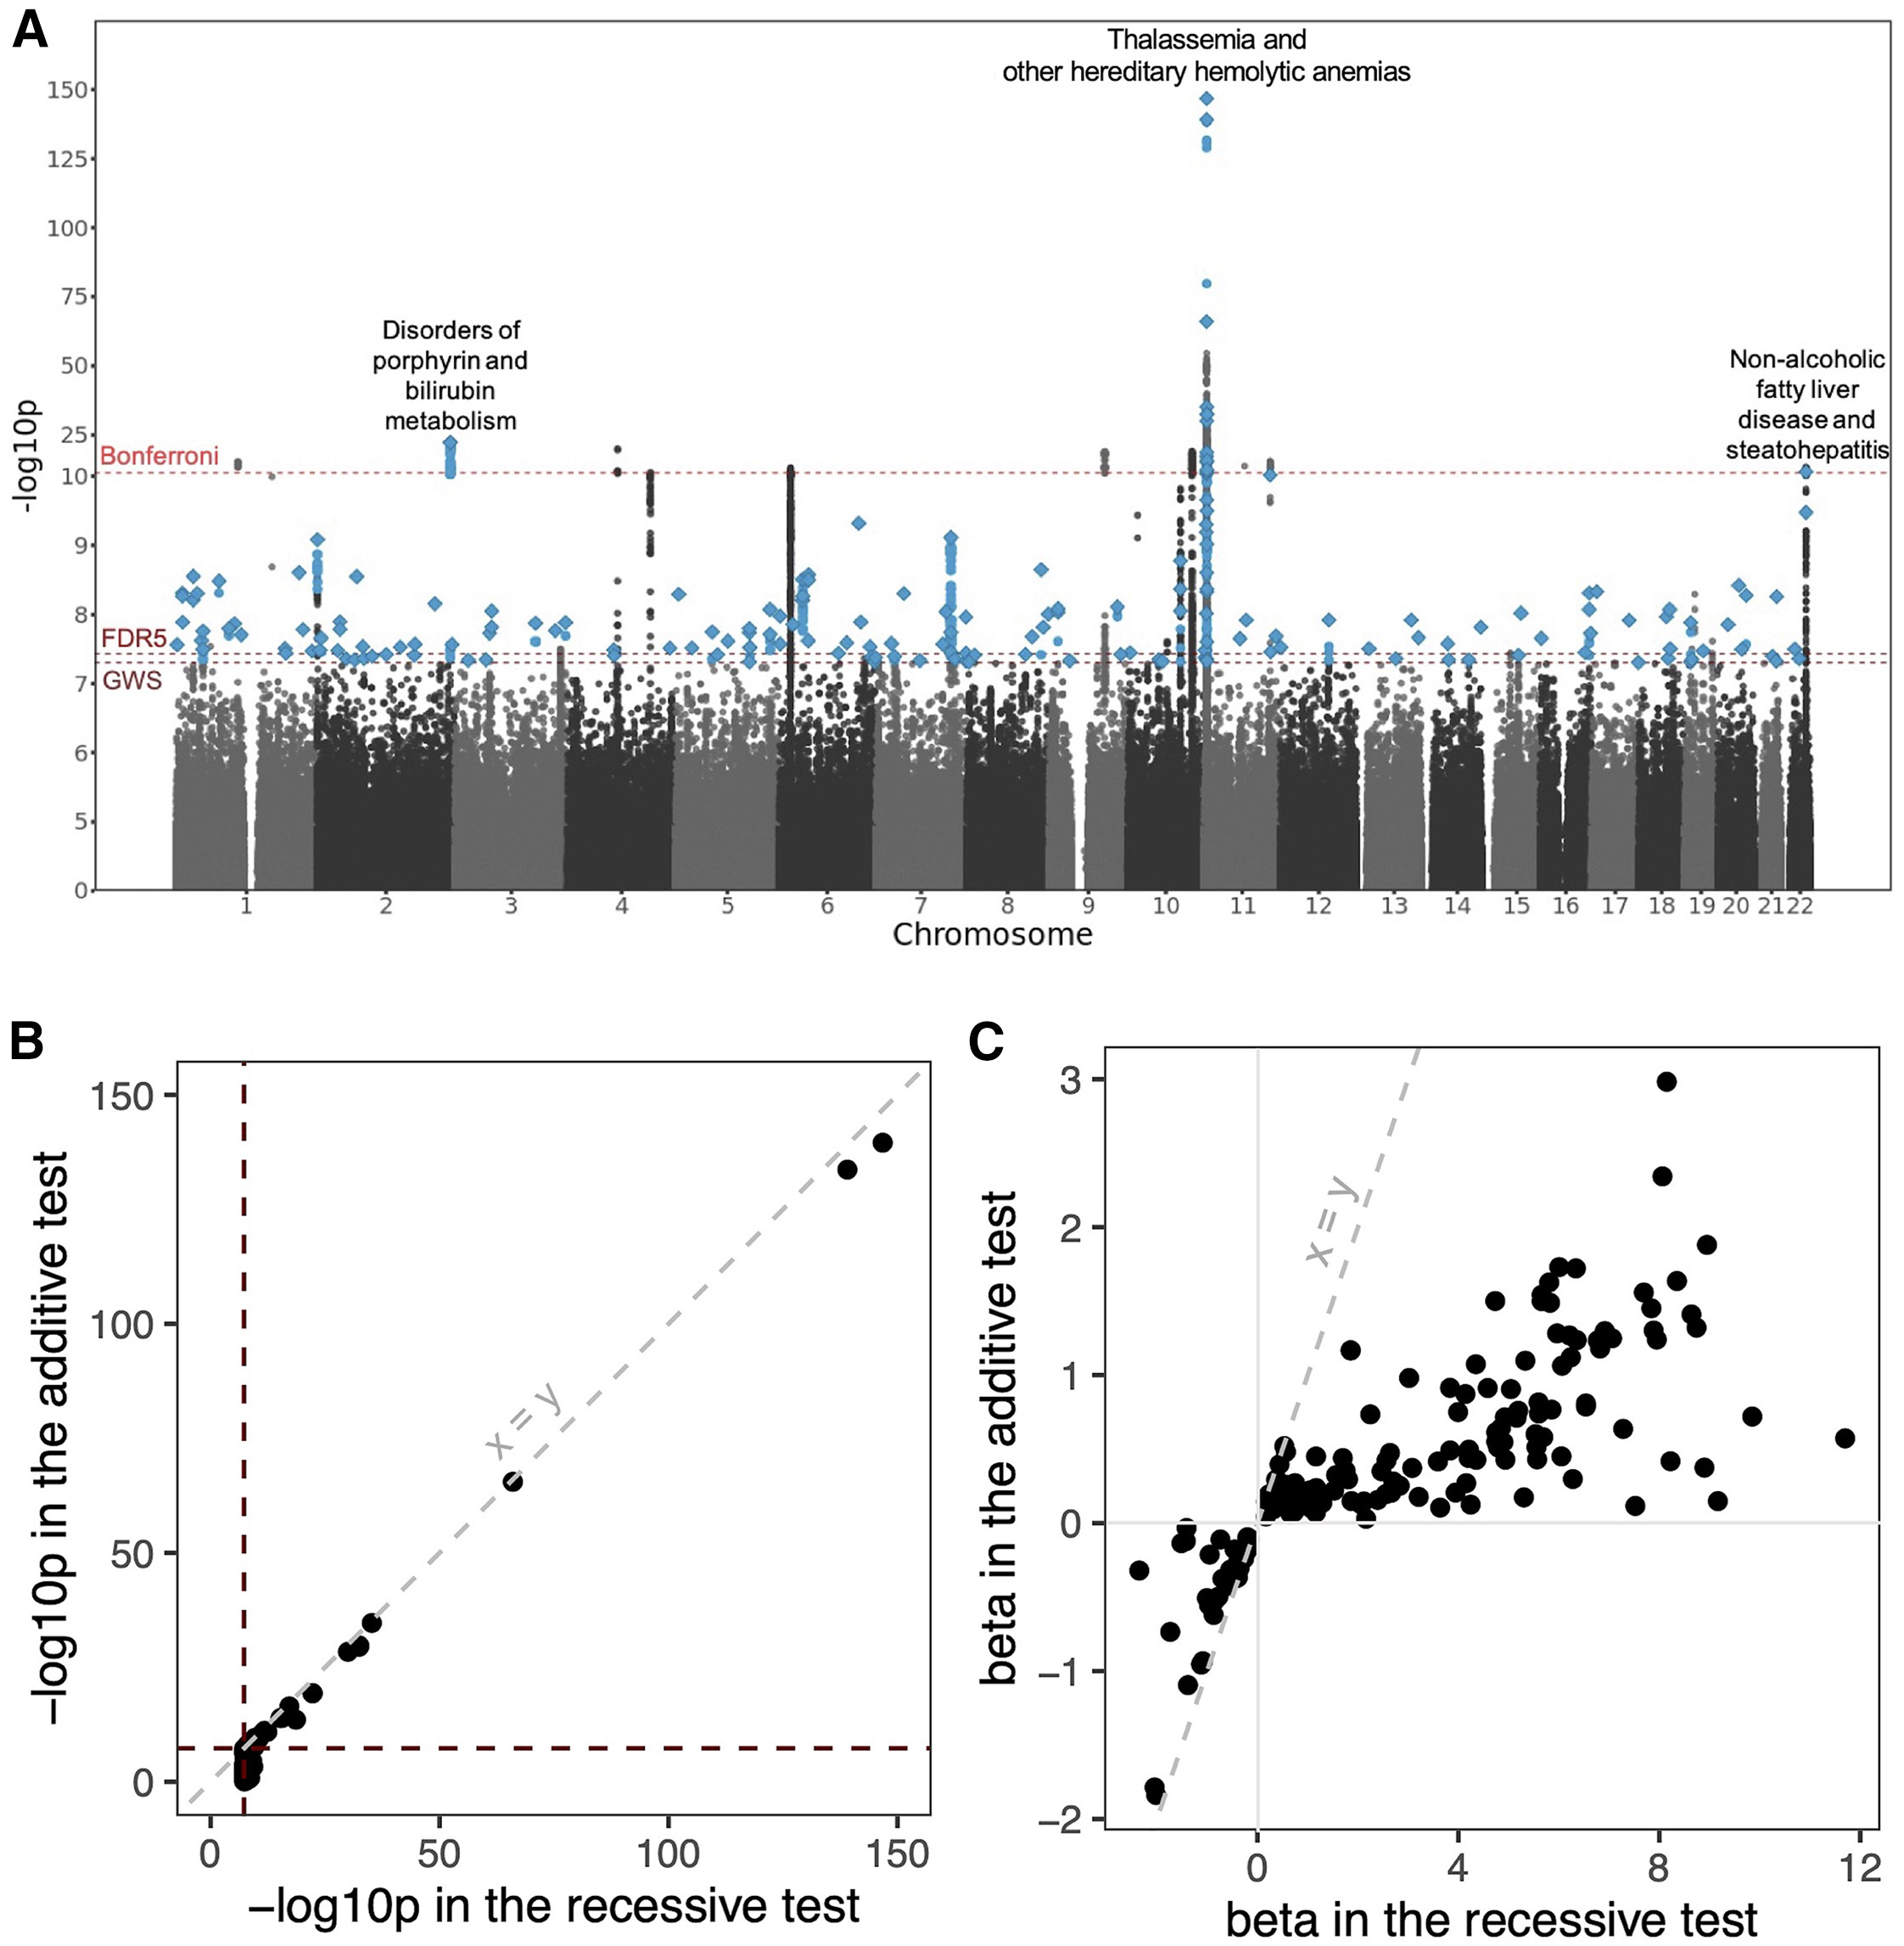 A
Thalassemia and
other hereditary hemolytic anemias
150
125
100
75
50
25
10
9
8
7
6
5
0
-log10p
Disorders of
porphyrin and
bilirubin
metabolism
Non-alcoholic
fatty liver
disease and
steatohepatitis
Bonferroni
FDR5
GWS
1 2 3 4 5 6 7 8 9 10 11 12 13 14 15 16 17 18 19 20 21 22
Chromosome
B
150
100
50
0
−log10p in the additive test
x = y
0 50 100 150
−log10p in the recessive test
C
3
2
1
0
−1
−2
beta in the additive test
x = y
0 4 8 12
beta in the recessive test